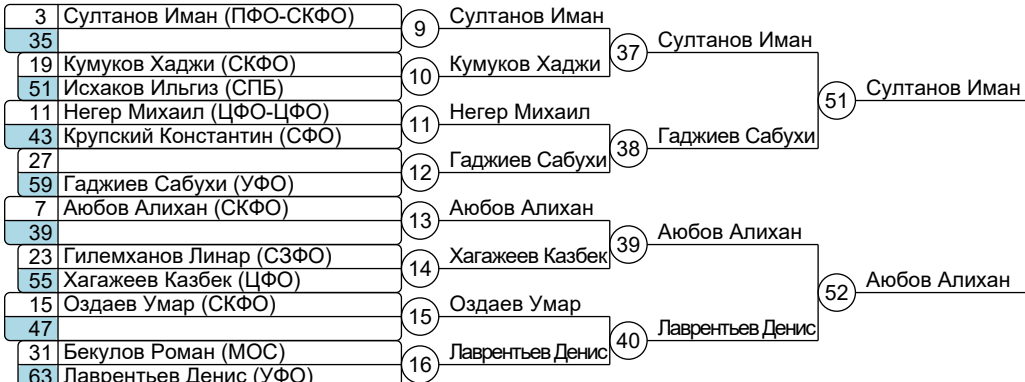 3 Султанов Иман (ПФО-СКФО)
35
9 Султанов Иман
19 Кумуков Хаджи (СКФО)
51 Исхаков Ильгиз (СПБ)
10 Кумуков Хаджи
37 Султанов Иман
11 Негер Михаил (ЦФО-ЦФО)
43 Крупский Константин (СФО)
11 Негер Михаил
27
59 Гаджиев Сабухи (УФО)
12 Гаджиев Сабухи
38 Гаджиев Сабухи
51 Султанов Иман
7 Аюбов Алихан (СКФО)
39
13 Аюбов Алихан
23 Гилемханов Линар (СЗФО)
55 Хагажеев Казбек (ЦФО)
14 Хагажеев Казбек
39 Аюбов Алихан
15 Оздаев Умар (СКФО)
47
15 Оздаев Умар
31 Бекулов Роман (МОС)
63 Лаврентьев Денис (УФО)
16 Лаврентьев Денис
40 Лаврентьев Денис
52 Аюбов Алихан